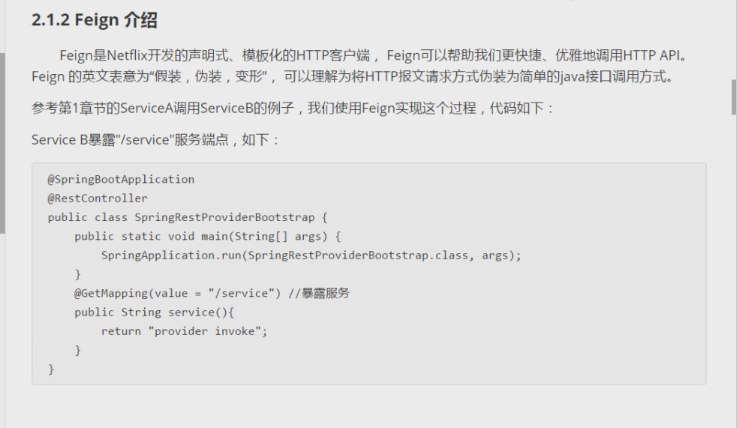 2.1.2 Feign 介绍
Feign是Netflix开发的声明式、模板化的HTTP客户端， Feign可以帮助我们更快捷、优雅地调用HTTP API。
Feign 的英文表意为“假装，伪装，变形”， 可以理解为将HTTP报文请求方式伪装为简单的java接口调用方式。
参考第1章节的ServiceA调用ServiceB的例子，我们使用Feign实现这个过程，代码如下：
Service B暴露"/service"服务端点，如下：
@SpringBootApplication
@RestController
public class SpringRestProviderBootstrap {
    public static void main(String[] args) {
        SpringApplication.run(SpringRestProviderBootstrap.class, args);
    }
    @GetMapping(value = "/service") //暴露服务
    public String service(){
        return "provider invoke";
    }
}